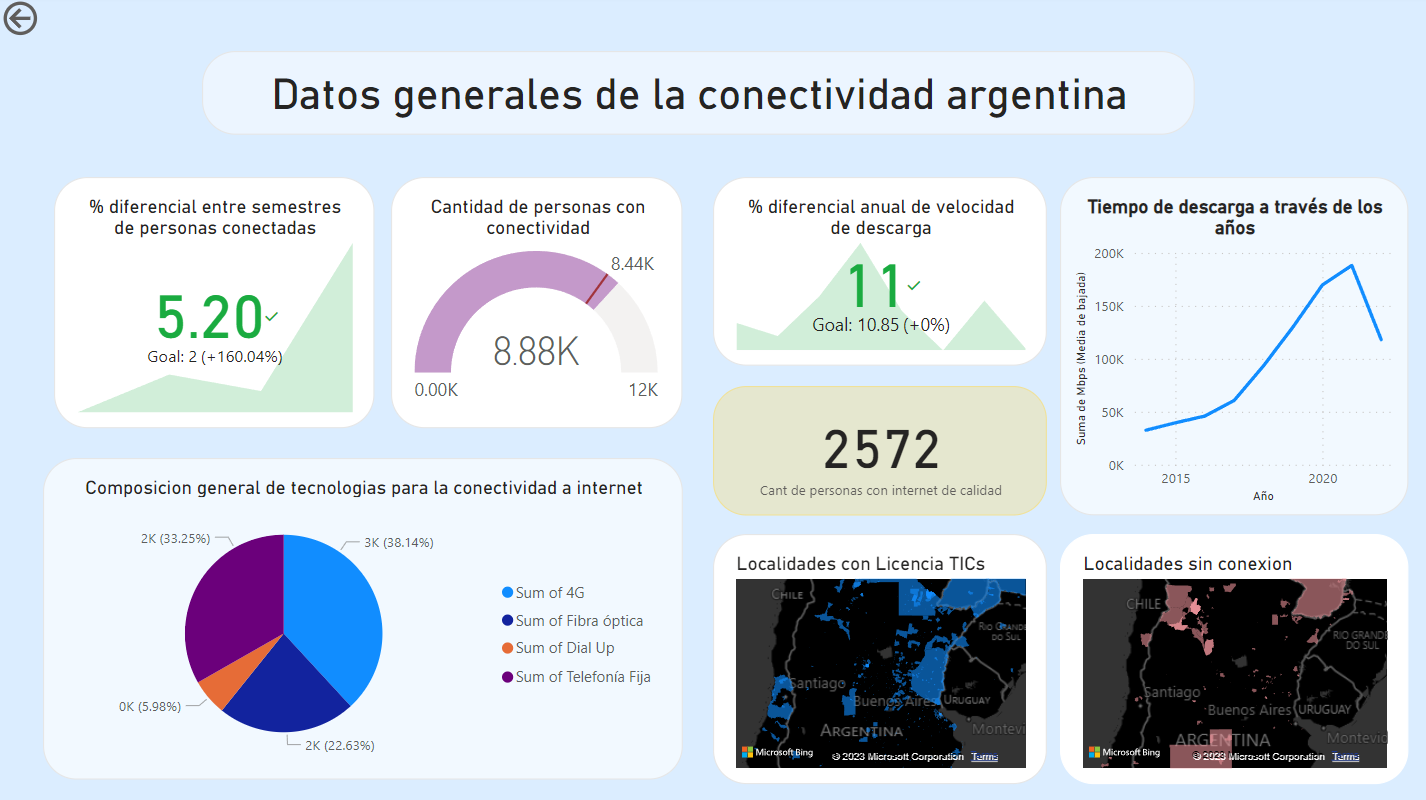 Datos generales de la conectividad argentina
% diferencial entre semestres
de personas conectadas
5.20
Goal: 2 (+160.04%)
Cantidad de personas con
conectividad
8.44K
8.88K
0.00K
12K
% diferencial anual de velocidad
de descarga
11
Goal: 10.85 (+0%)
2572
Cant de personas con internet de calidad
Tiempo de descarga a través de los
años
Suma de Mbps (Media de bajada)
200K
150K
100K
50K
0K
2015
2020
Año
Composicion general de tecnologias para la conectividad a internet
2K (33.25%)
3K (38.14%)
0K (5.98%)
2K (22.63%)
Sum of 4G
Sum of Fibra óptica
Sum of Dial Up
Sum of Telefonía Fija
Localidades con Licencia TICs
CHILE
RIO GRANDE
DO SUL
Santiago
Buenos Aires
URUGUAY
ARGENTINA
Montevid
Microsoft Bing
© 2023 Microsoft Corporation
Terms
Localidades sin conexion
CHILE
RIO GRANDE
DO SUL
Santiago
Buenos Aires
URUGUAY
ARGENTINA
Montevid
Microsoft Bing
© 2023 Microsoft Corporation
Terms